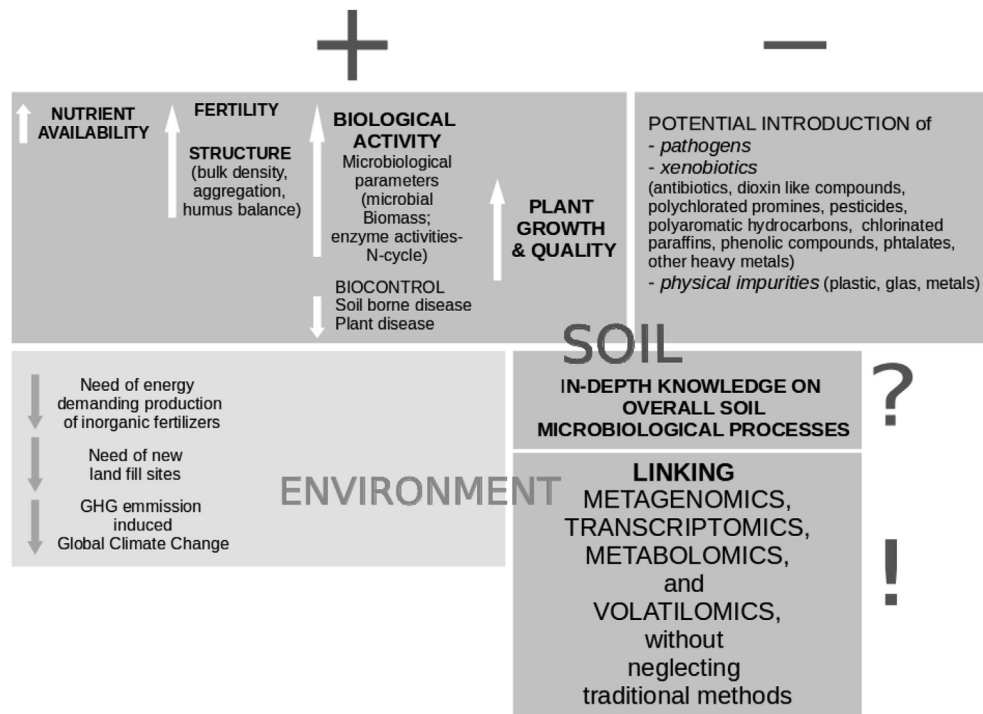 +
−
NUTRIENT
AVAILABILITY
FERTILITY
STRUCTURE
(bulk density,
aggregation,
humus balance)
BIOLOGICAL
ACTIVITY
Microbiological
parameters
(microbial
Biomass;
enzyme activities-
N-cycle)
BIOCONTROL
Soil borne disease
Plant disease
PLANT
GROWTH
& QUALITY
POTENTIAL INTRODUCTION of
- pathogens
- xenobiotics
(antibiotics, dioxin like compounds,
polychlorated promines, pesticides,
polyaromatic hydrocarbons, chlorinated
paraffins, phenolic compounds, phtalates,
other heavy metals)
- physical impurities (plastic, glas, metals)
SOIL
Need of energy
demanding production
of inorganic fertilizers
Need of new
land fill sites
GHG emmission
induced
Global Climate Change
ENVIRONMENT
IN-DEPTH KNOWLEDGE ON
OVERALL SOIL
MICROBIOLOGICAL PROCESSES
?
LINKING
METAGENOMICS,
TRANSCRIPTOMICS,
METABOLOMICS,
and
VOLATILOMICS,
without
neglecting
traditional methods
!